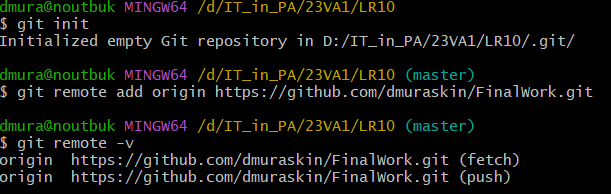 dmura@noutbuk MINGW64 /d/IT_in_PA/23VA1/LR10
$ git init
Initialized empty Git repository in D:/IT_in_PA/23VA1/LR10/.git/
dmura@noutbuk MINGW64 /d/IT_in_PA/23VA1/LR10 (master)
$ git remote add origin https://github.com/dmuraskin/FinalWork.git
dmura@noutbuk MINGW64 /d/IT_in_PA/23VA1/LR10 (master)
$ git remote -v
origin  https://github.com/dmuraskin/FinalWork.git (fetch)
origin  https://github.com/dmuraskin/FinalWork.git (push)